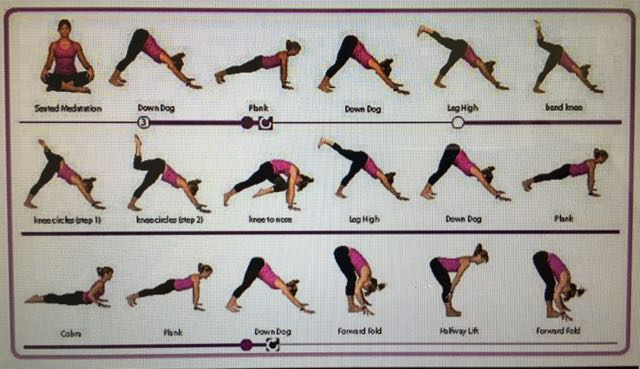 Seated Medatation
Down Dog
Plank
Down Dog
Leg High
bend knee
3
knee circles (step 1)
knee circles (step 2)
knee to nose
Leg High
Down Dog
Plank
Cobra
Plank
Down Dog
Forward Fold
Halfway Lift
Forward Fold